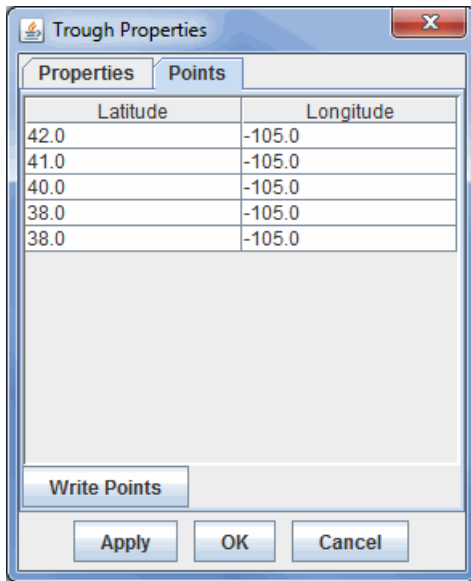 Trough Properties
Properties Points
Latitude Longitude
42.0 -105.0
41.0 -105.0
40.0 -105.0
38.0 -105.0
38.0 -105.0
Write Points
Apply OK Cancel